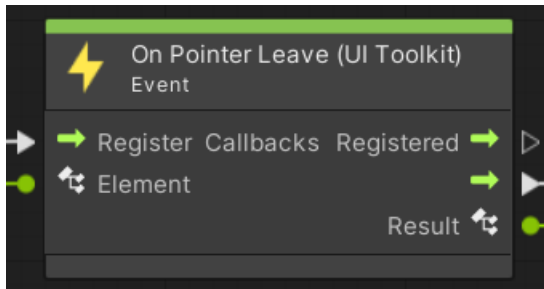 On Pointer Leave (UI Toolkit)
Event
Register Callbacks Registered
Element
Result